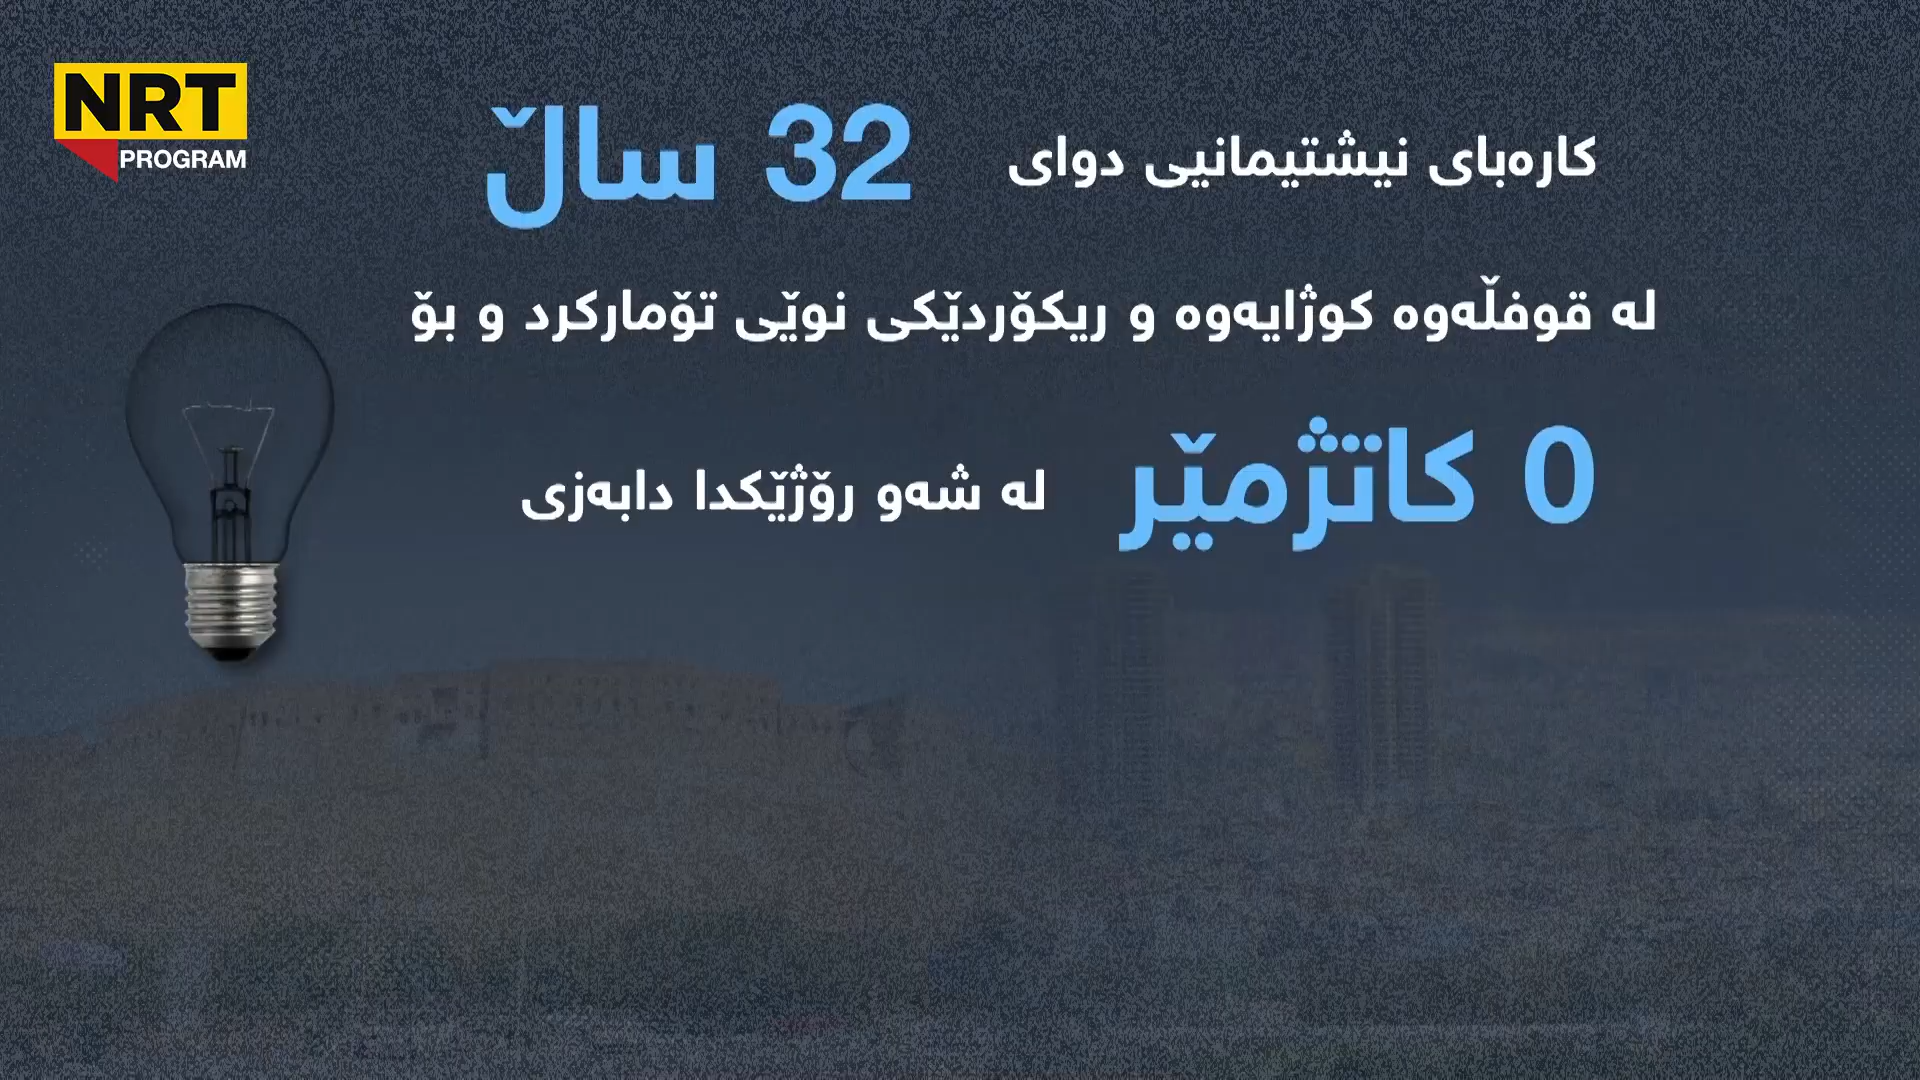 NRT
PROGRAM
کارەبای نیشتیمانیی دوای 32 ساڵ
لە قوفڵەوە کوژایەوە و ریکۆردێکی نوێی تۆمارکرد و بۆ
0 کاتژمێر لە شەو رۆژێکدا دابەزی